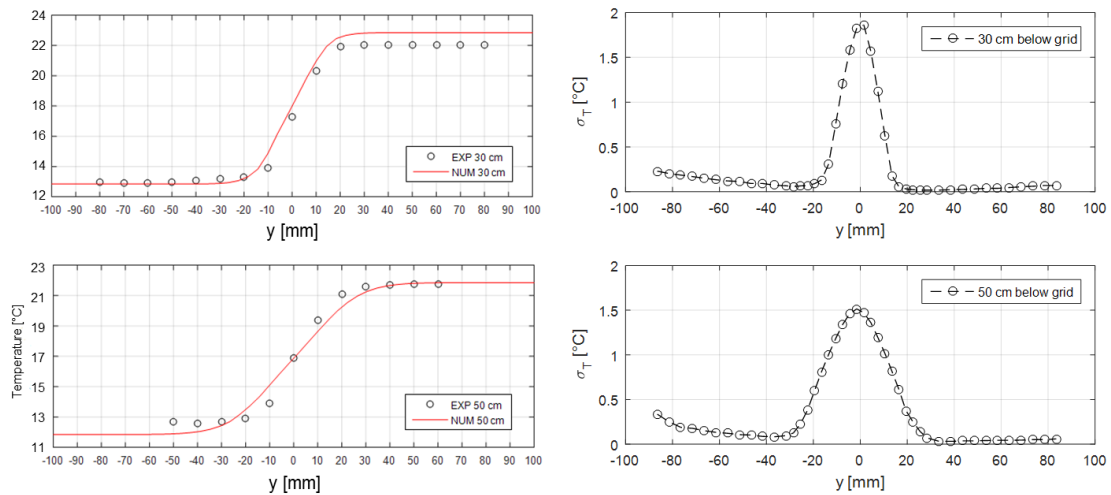 24
22
20
18
16
14
12
EXP 30 cm
NUM 30 cm
-100 -90 -80 -70 -60 -50 -40 -30 -20 -10 0 10 20 30 40 50 60 70 80 90 100
y [mm]
2
1.5
1
0.5
0
σT [°C]
30 cm below grid
-100 -80 -60 -40 -20 0 20 40 60 80 100
y [mm]
Temperature [°C]
23
21
19
17
15
13
11
EXP 50 cm
NUM 50 cm
-100 -90 -80 -70 -60 -50 -40 -30 -20 -10 0 10 20 30 40 50 60 70 80 90 100
y [mm]
2
1.5
1
0.5
0
σT [°C]
50 cm below grid
-100 -80 -60 -40 -20 0 20 40 60 80 100
y [mm]